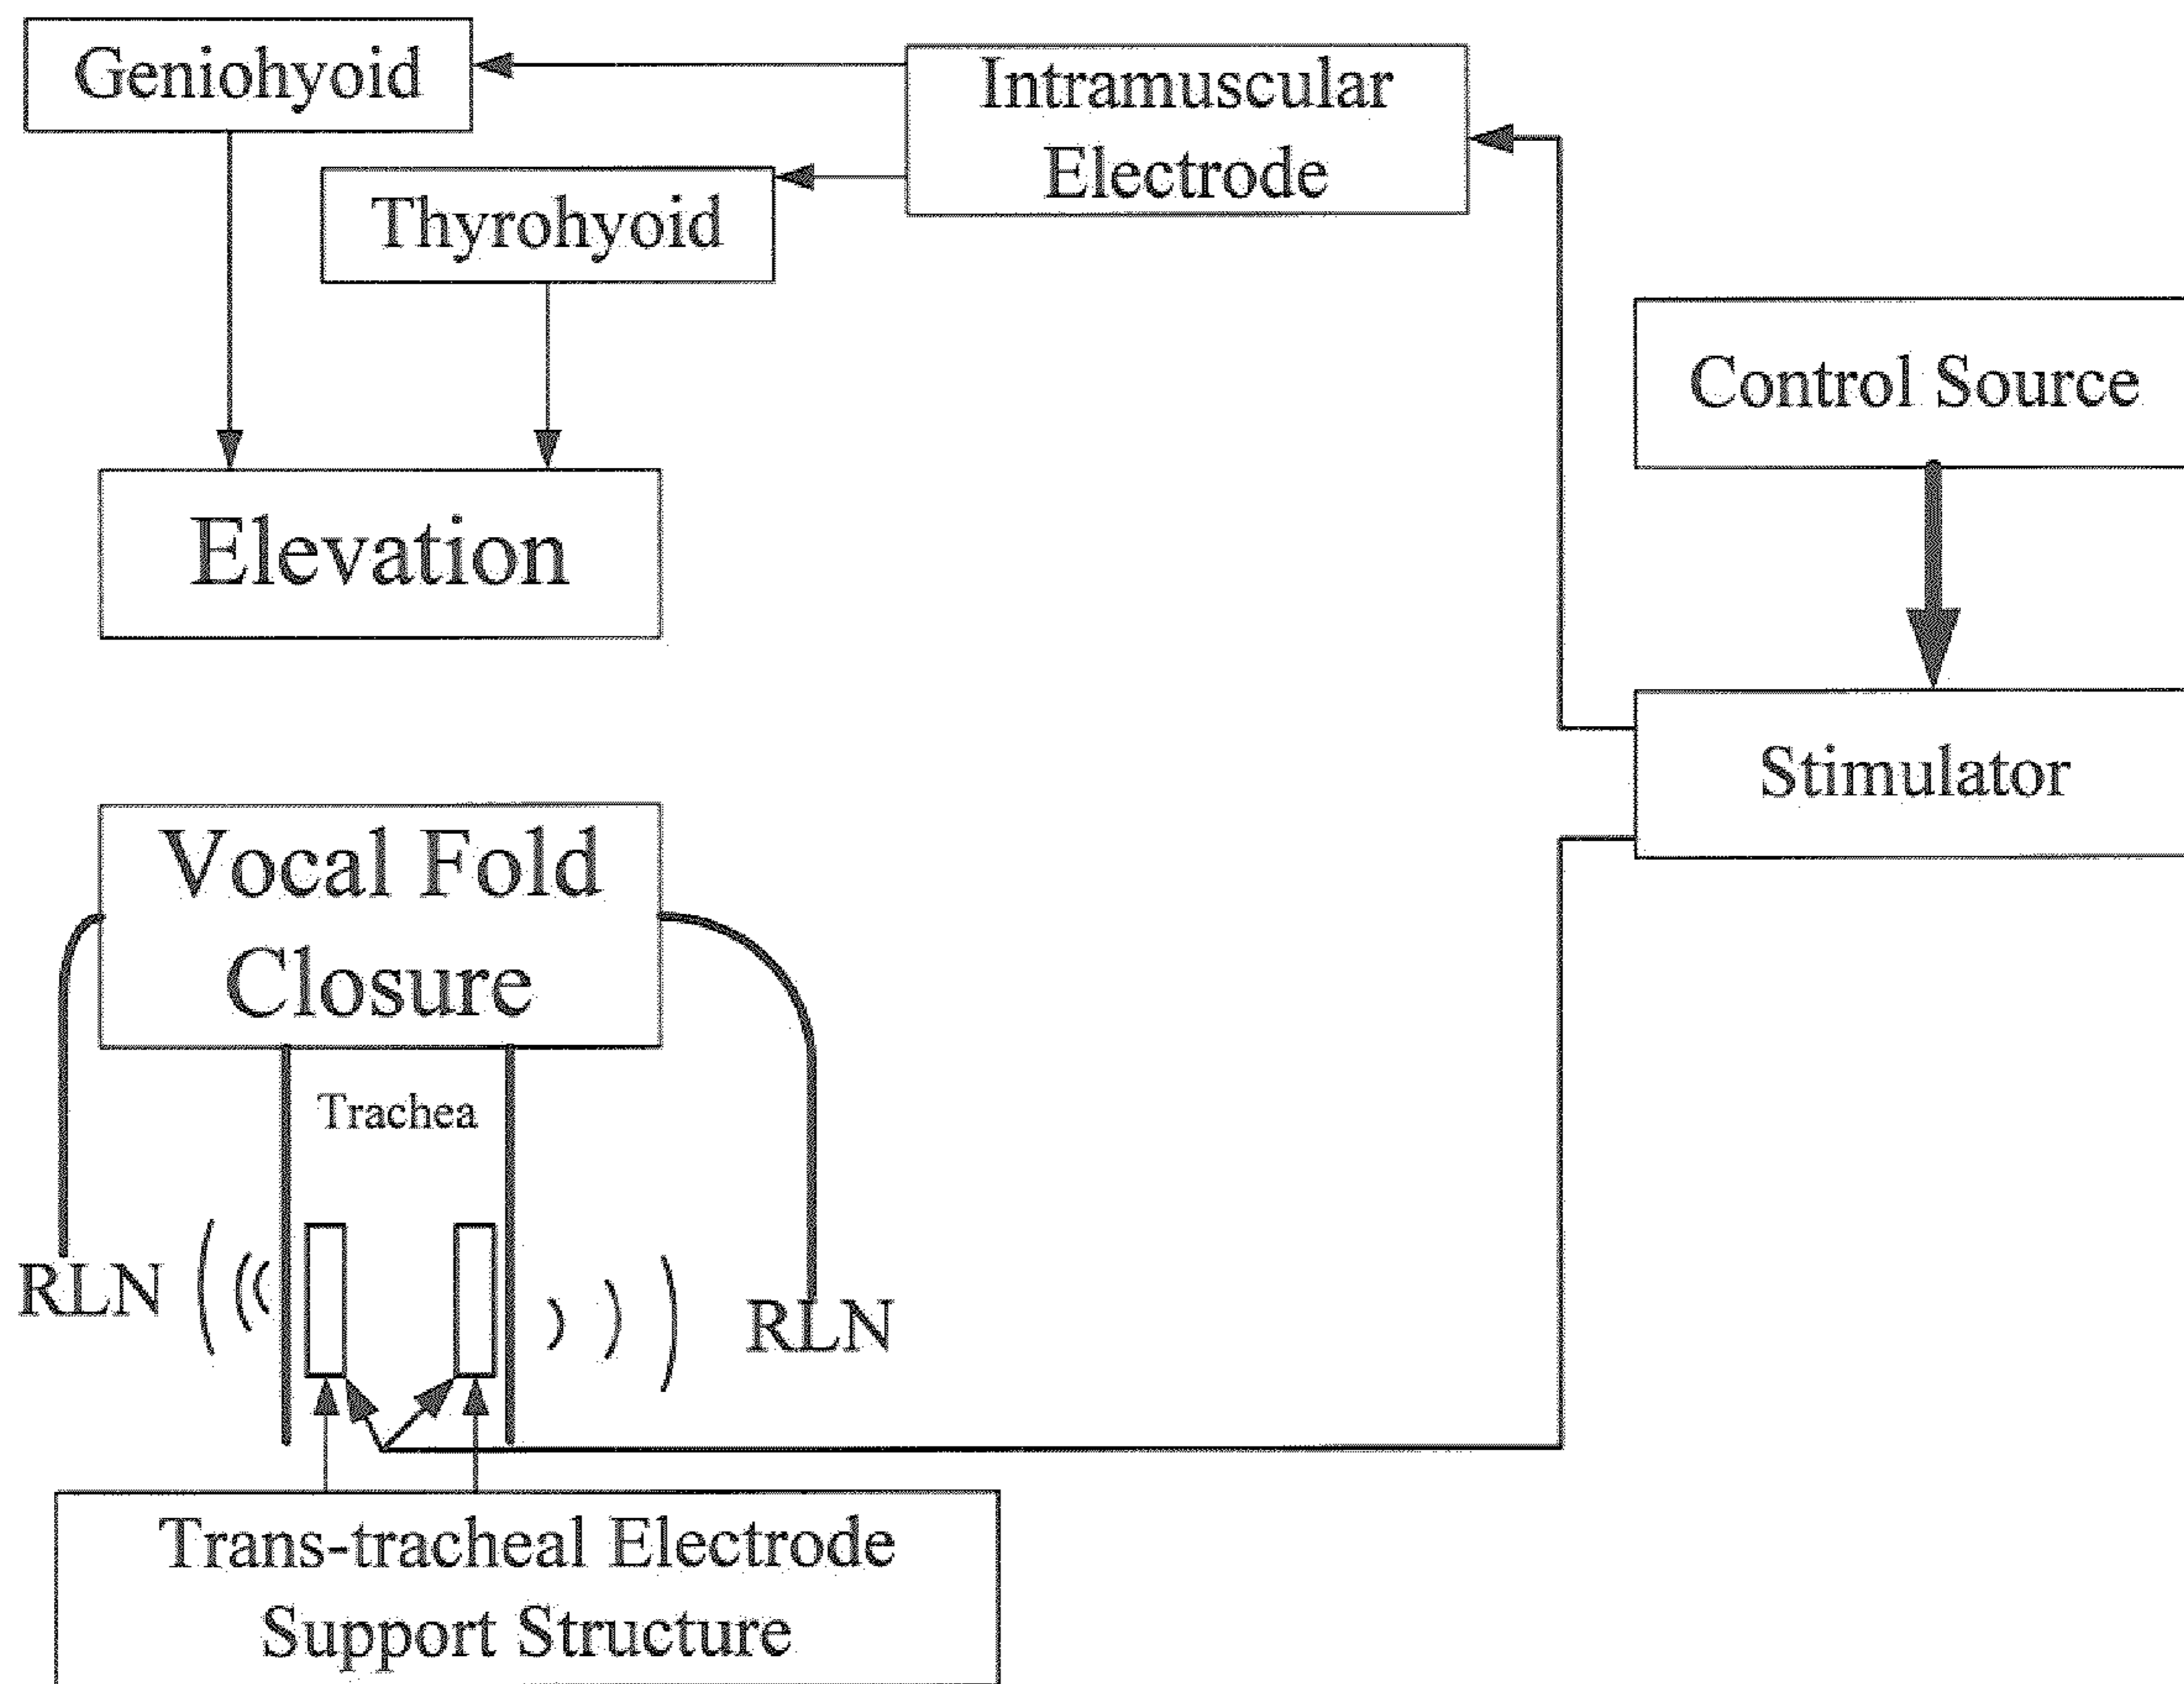 Geniohyoid
Intramuscular
Electrode
Thyrohyoid
Control Source
Elevation
Stimulator
Vocal Fold
Closure
Trachea
RLN
RLN
Trans-tracheal Electrode
Support Structure